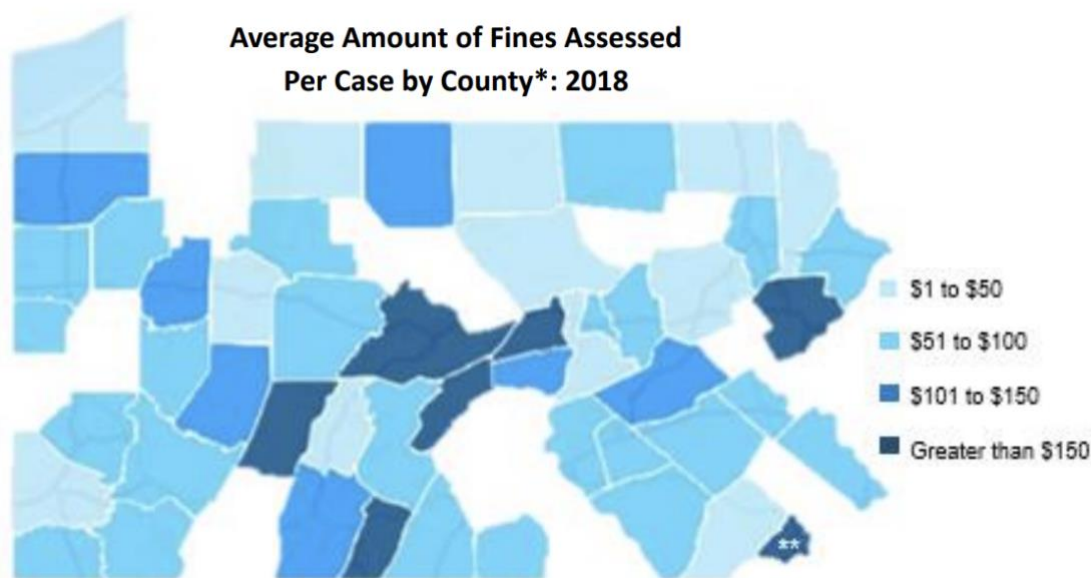 Average Amount of Fines Assessed
Per Case by County*: 2018
$1 to $50
$51 to $100
$101 to $150
Greater than $150
**